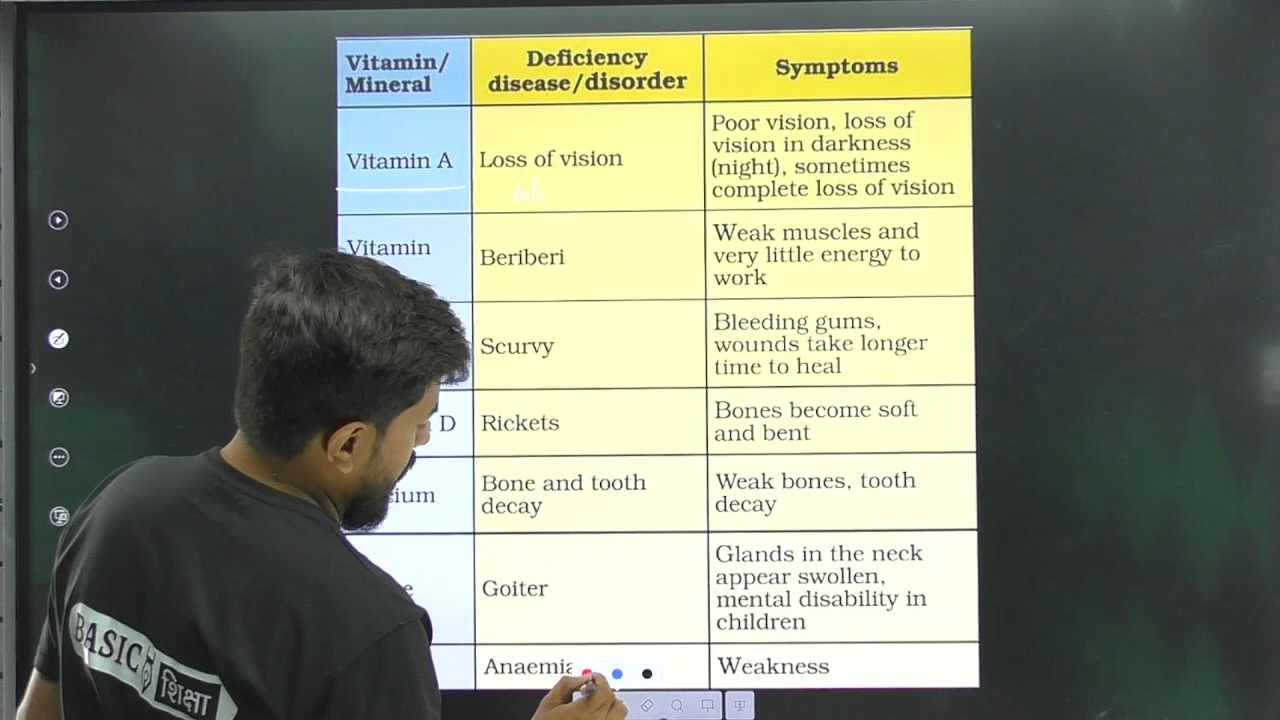 Vitamin/
Mineral
Deficiency
disease/disorder
Symptoms
Vitamin A
Loss of vision
Poor vision, loss of
vision in darkness
(night), sometimes
complete loss of vision
Vitamin
Beriberi
Weak muscles and
very little energy to
work
Scurvy
Bleeding gums,
wounds take longer
time to heal
D
Rickets
Bones become soft
and bent
cium
Bone and tooth
decay
Weak bones, tooth
decay
e
Goiter
Glands in the neck
appear swollen,
mental disability in
children
Anaemia
Weakness
BASIC
शिक्षा